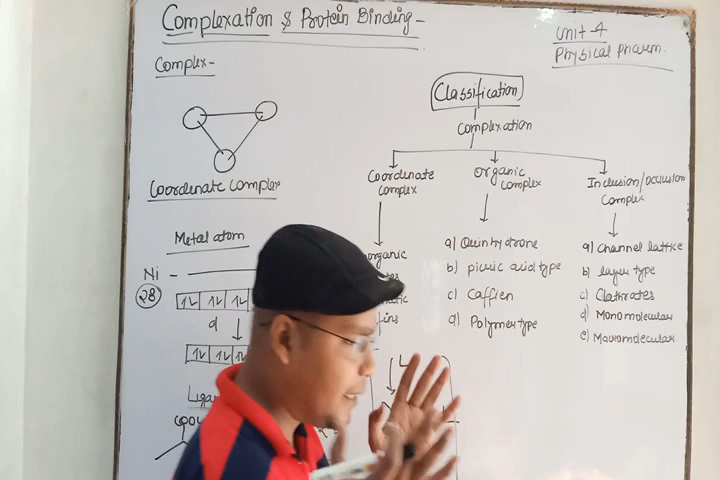 Complexation & Protein Binding -
Unit - 4
Physical pharm.
Complex -
Coordinate complex
Classification
Complexation
Coordinate complex
Organic complex
Inclusion/occlusion Complex
a) Quinhydrone
b) picric acid type
c) Caffien
d) Polymer type
a) Channel lattice
b) layer type
c) Clathrates
d) Monomolecular
e) Macromolecular
Metal atom
Ni -
28
d